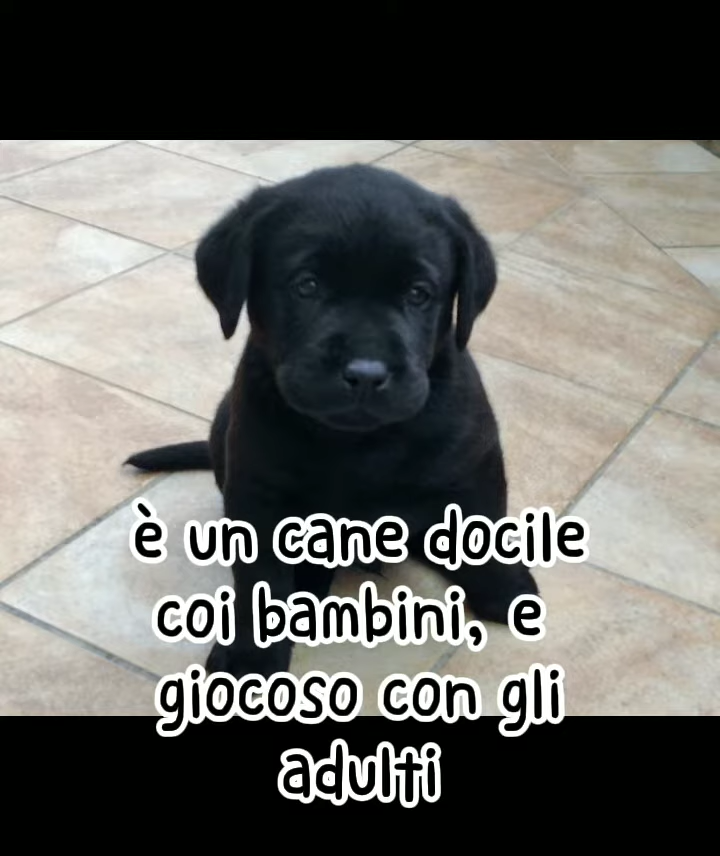 è un cane docile
coi bambini, e
giocoso con gli
adulti